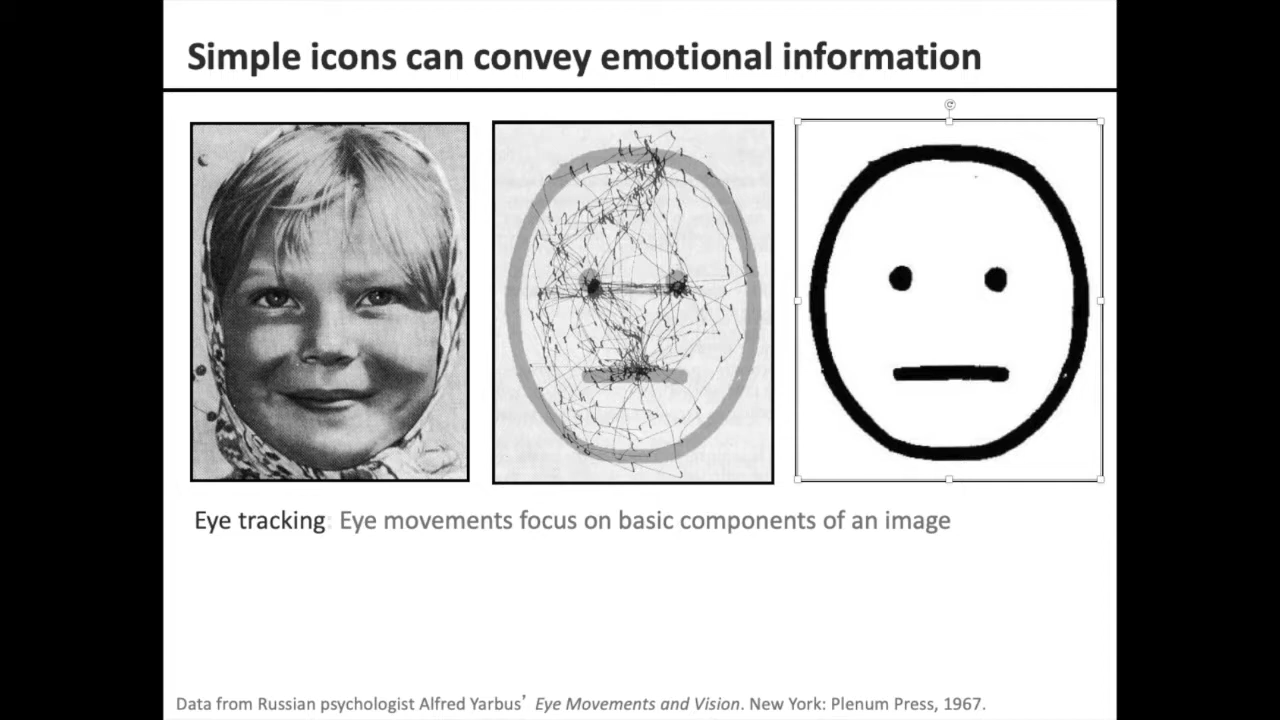 Simple icons can convey emotional information
Eye tracking: Eye movements focus on basic components of an image
Data from Russian psychologist Alfred Yarbus’ Eye Movements and Vision. New York: Plenum Press, 1967.